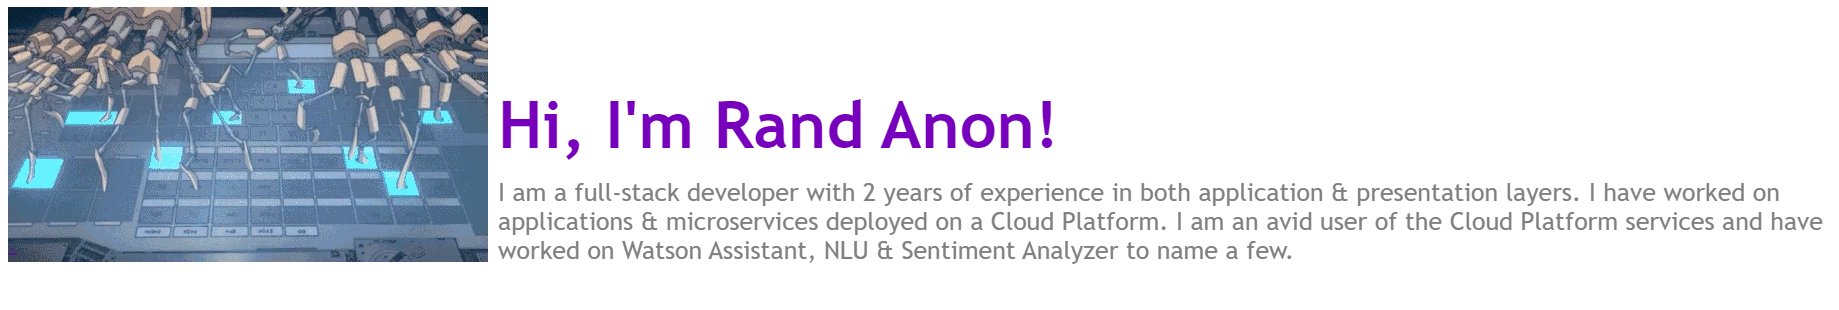 Hi, I'm Rand Anon!
I am a full-stack developer with 2 years of experience in both application & presentation layers. I have worked on
applications & microservices deployed on a Cloud Platform. I am an avid user of the Cloud Platform services and have
worked on Watson Assistant, NLU & Sentiment Analyzer to name a few.